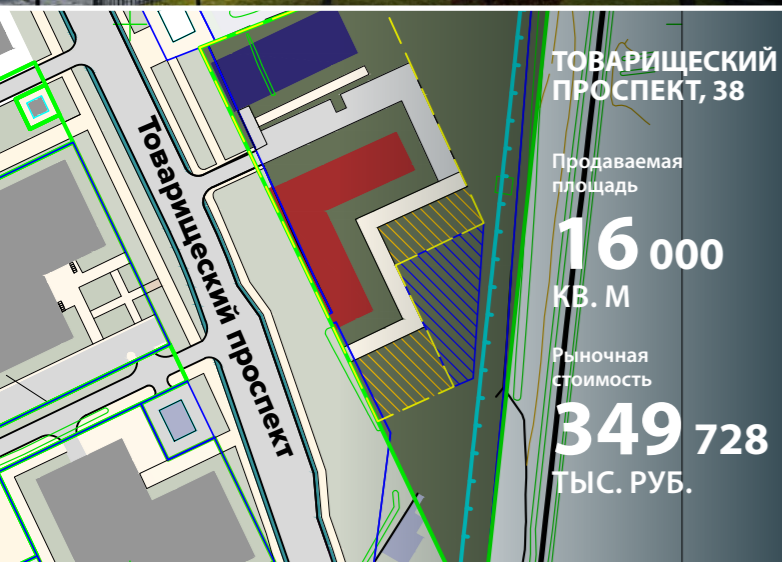 ТОВАРИЩЕСКИЙ
ПРОСПЕКТ, 38
Продаваемая
площадь
16 000
КВ. М
Рыночная
стоимость
349 728
ТЫС. РУБ.
Товарищеский проспект